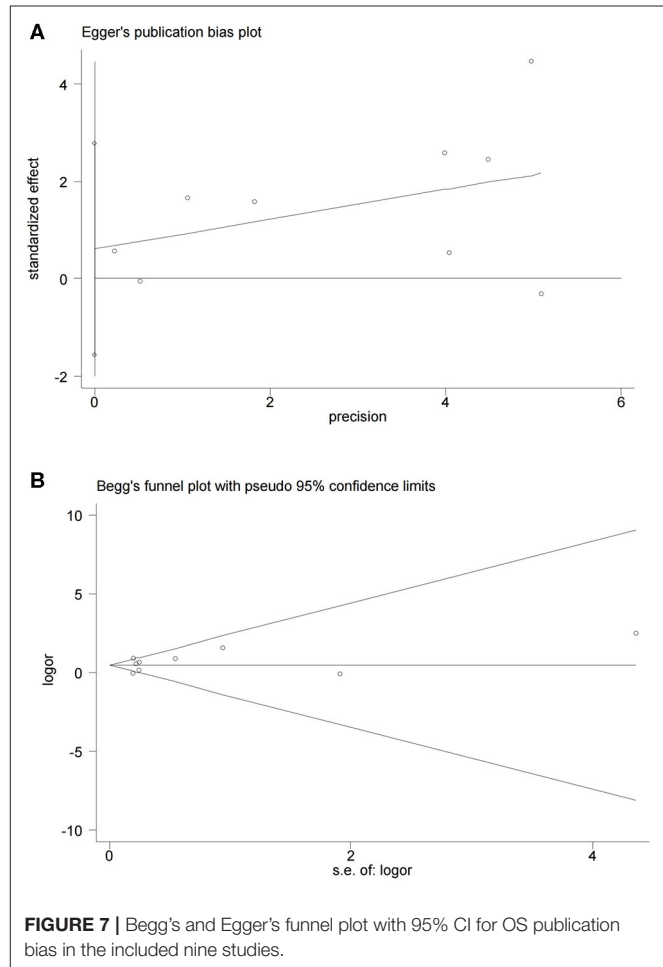 A
Egger's publication bias plot
4
2
0
-2
standardized effect
0 2 4 6
precision
B
Begg's funnel plot with pseudo 95% confidence limits
10
5
0
-5
-10
logor
0 2 4
s.e. of: logor
FIGURE 7 | Begg's and Egger's funnel plot with 95% CI for OS publication
bias in the included nine studies.